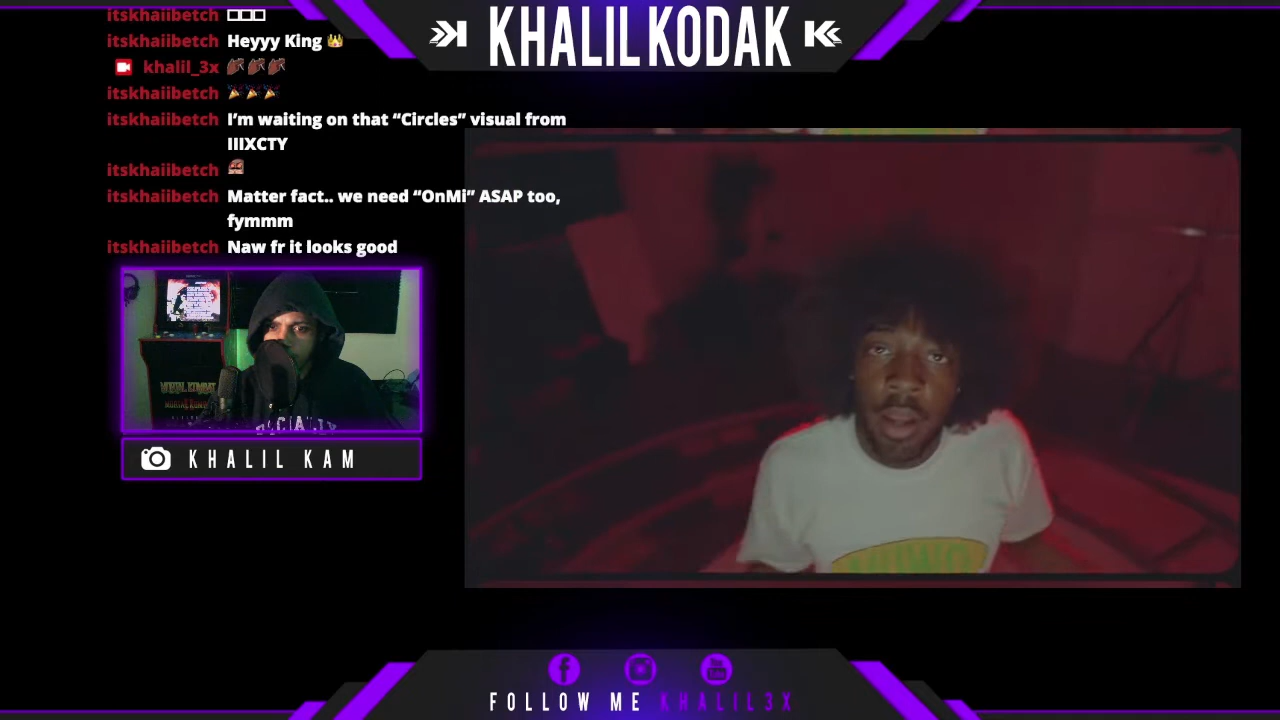 KHALIL KODAK
itskhaiibetch
itskhaiibetch Heyyy King
khalil_3x
itskhaiibetch
itskhaiibetch I’m waiting on that “Circles” visual from
IIIXCTY
itskhaiibetch
itskhaiibetch Matter fact.. we need “OnMi” ASAP too,
fymmm
itskhaiibetch Naw fr it looks good
KHALIL KAM
FOLLOW ME KHALIL3X